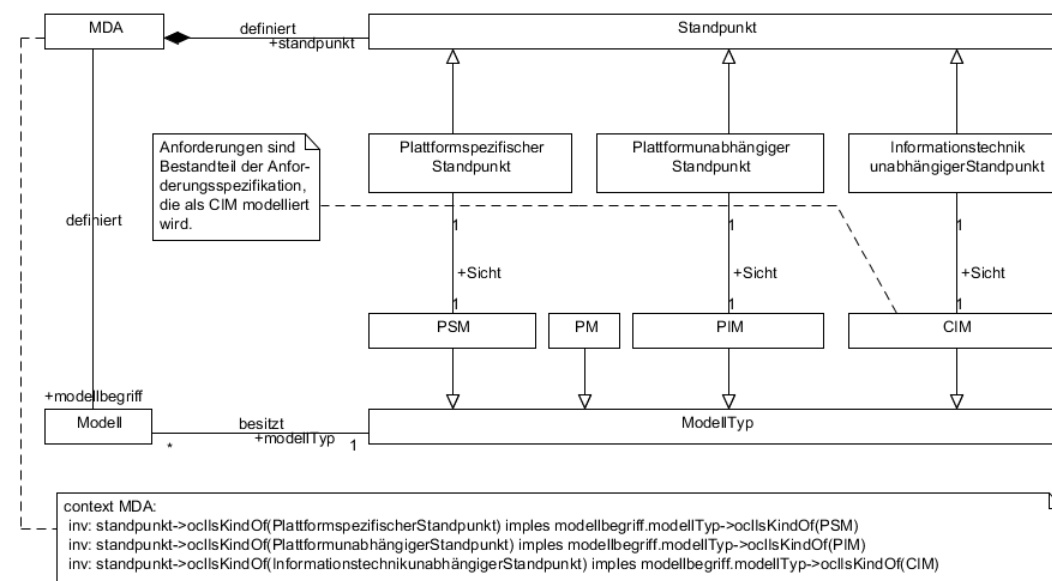 MDA
definiert
+standpunkt
Standpunkt
Anforderungen sind
Bestandteil der Anfor-
derungsspezifikation,
die als CIM modelliert
wird.
Plattformspezifischer
Standpunkt
Plattformunabhängiger
Standpunkt
Informationstechnik
unabhängigerStandpunkt
definiert
1
1
1
+Sicht
+Sicht
+Sicht
1
1
1
PSM
PM
PIM
CIM
+modellbegriff
Modell
besitzt
+modellTyp
*
1
ModellTyp
context MDA:
inv: standpunkt->oclIsKindOf(PlattformspezifischerStandpunkt) imples modellbegriff.modellTyp->oclIsKindOf(PSM)
inv: standpunkt->oclIsKindOf(PlattformunabhängigerStandpunkt) imples modellbegriff.modellTyp->oclIsKindOf(PIM)
inv: standpunkt->oclIsKindOf(InformationstechnikunabhängigerStandpunkt) imples modellbegriff.modellTyp->oclIsKindOf(CIM)